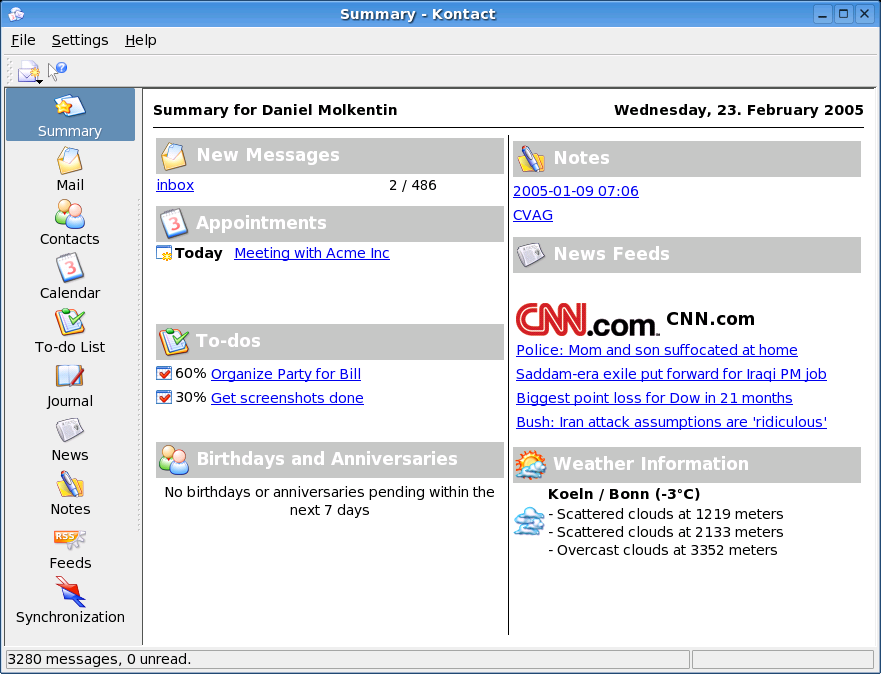 Summary - Kontact
File Settings Help
Summary
Mail
Contacts
3
Calendar
To-do List
Journal
News
Notes
RSS
Feeds
Synchronization
Summary for Daniel Molkentin
Wednesday, 23. February 2005
New Messages
inbox 2 / 486
3 Appointments
Today Meeting with Acme Inc
To-dos
60% Organize Party for Bill
30% Get screenshots done
Birthdays and Anniversaries
No birthdays or anniversaries pending within the
next 7 days
Notes
2005-01-09 07:06
CVAG
News Feeds
CNN.com CNN.com
Police: Mom and son suffocated at home
Saddam-era exile put forward for Iraqi PM job
Biggest point loss for Dow in 21 months
Bush: Iran attack assumptions are 'ridiculous'
Weather Information
Koeln / Bonn (-3°C)
- Scattered clouds at 1219 meters
- Scattered clouds at 2133 meters
- Overcast clouds at 3352 meters
3280 messages, 0 unread.